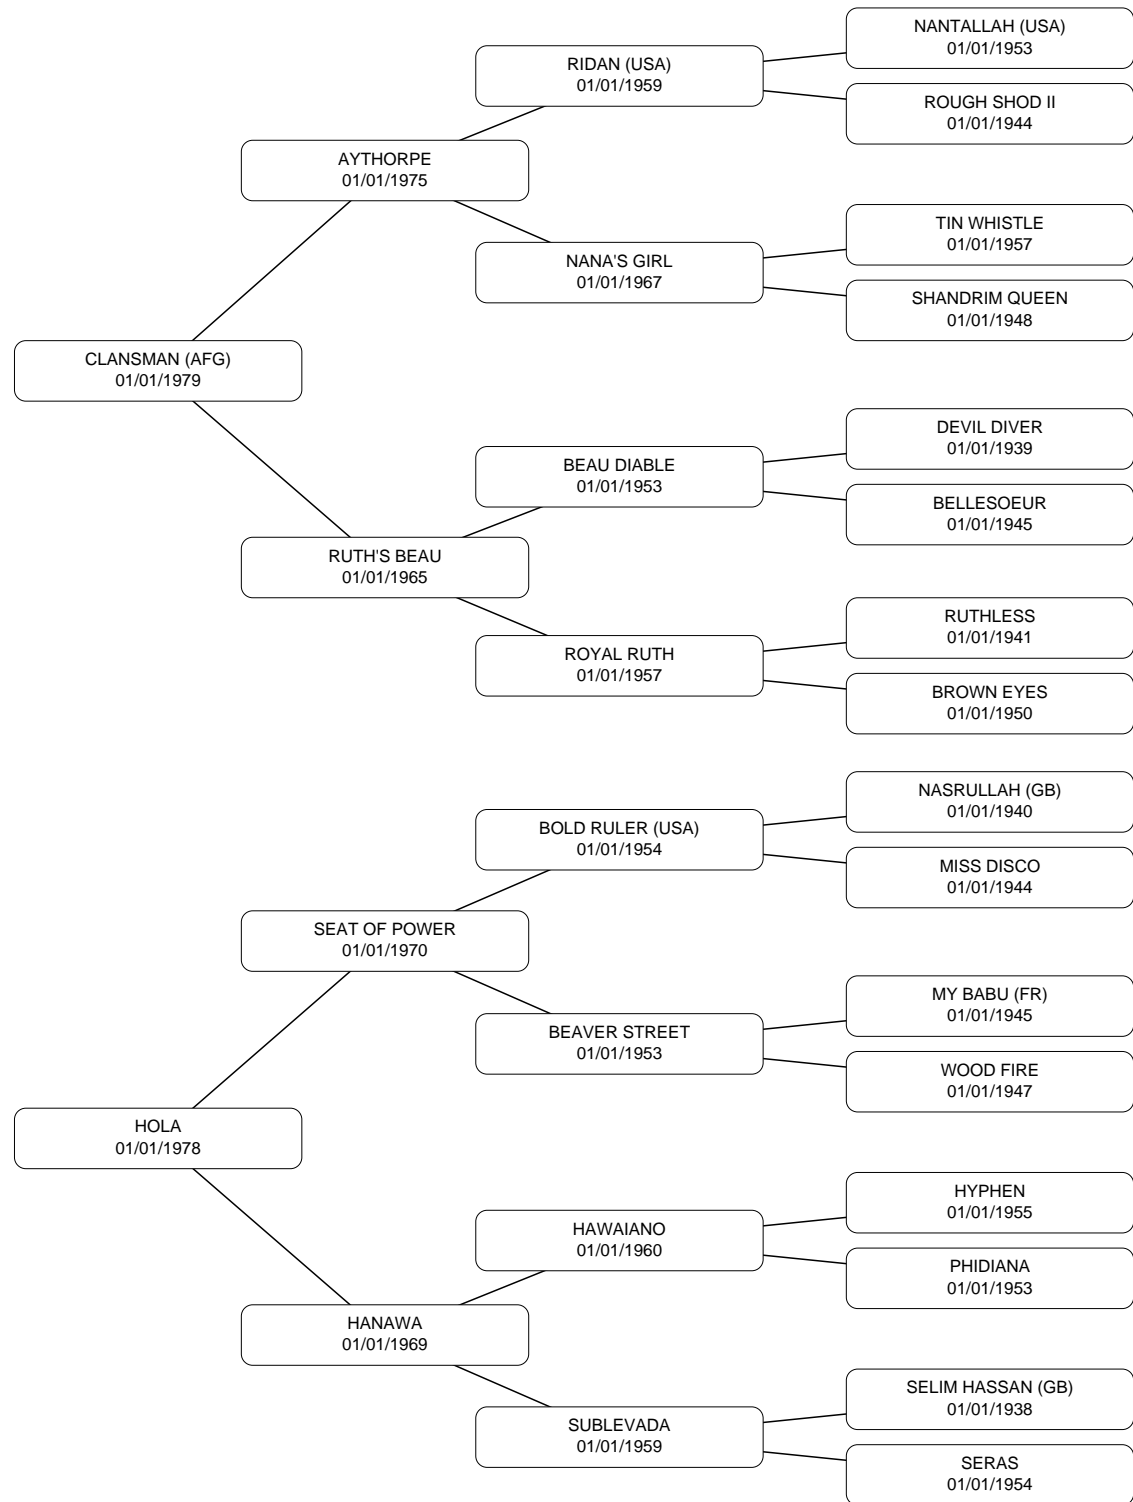 NANTALLAH (USA)
01/01/1953
RIDAN (USA)
01/01/1959
ROUGH SHOD II
01/01/1944
AYTHORPE
01/01/1975
TIN WHISTLE
01/01/1957
NANA'S GIRL
01/01/1967
SHANDRIM QUEEN
01/01/1948
CLANSMAN (AFG)
01/01/1979
DEVIL DIVER
01/01/1939
BEAU DIABLE
01/01/1953
BELLESOEUR
01/01/1945
RUTH'S BEAU
01/01/1965
RUTHLESS
01/01/1941
ROYAL RUTH
01/01/1957
BROWN EYES
01/01/1950
NASRULLAH (GB)
01/01/1940
BOLD RULER (USA)
01/01/1954
MISS DISCO
01/01/1944
SEAT OF POWER
01/01/1970
MY BABU (FR)
01/01/1945
BEAVER STREET
01/01/1953
WOOD FIRE
01/01/1947
HOLA
01/01/1978
HYPHEN
01/01/1955
HAWAIANO
01/01/1960
PHIDIANA
01/01/1953
HANAWA
01/01/1969
SELIM HASSAN (GB)
01/01/1938
SUBLEVADA
01/01/1959
SERAS
01/01/1954